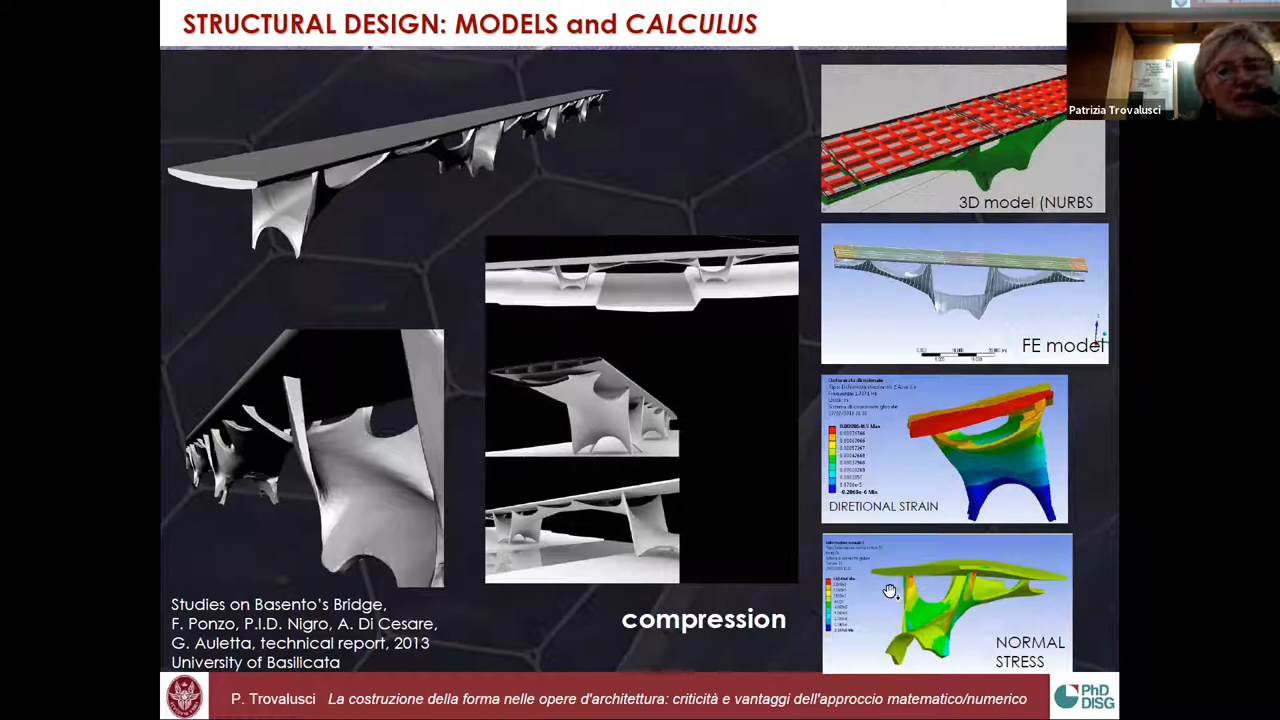 STRUCTURAL DESIGN: MODELS and CALCULUS
Patrizia Trovalusci
3D model (NURBS
FE model
DIRETIONAL STRAIN
NORMAL
STRESS
compression
Studies on Basento's Bridge,
F. Ponzo, P.I.D. Nigro, A. Di Cesare,
G. Auletta, technical report, 2013
University of Basilicata
P. Trovalusci La costruzione della forma nelle opere d'architettura: criticità e vantaggi dell'approccio matematico/numerico
PhD
DISG